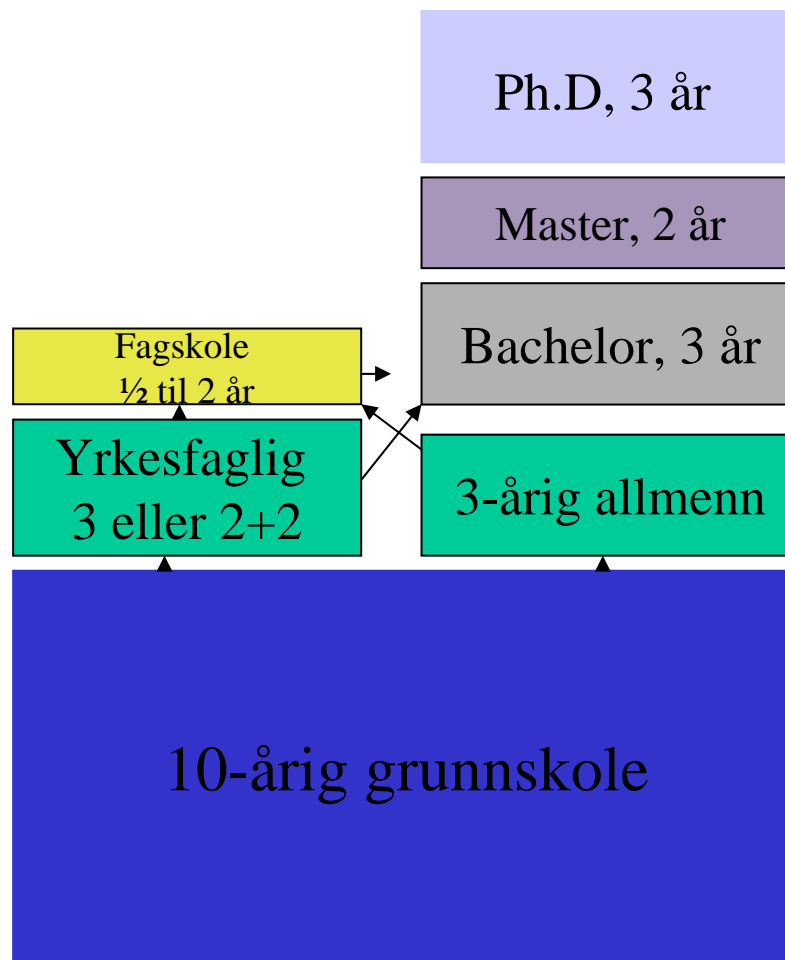 Ph.D, 3 år
Master, 2 år
Bachelor, 3 år
Fagskole
½ til 2 år
Yrkesfaglig
3 eller 2+2
3-årig allmenn
10-årig grunnskole